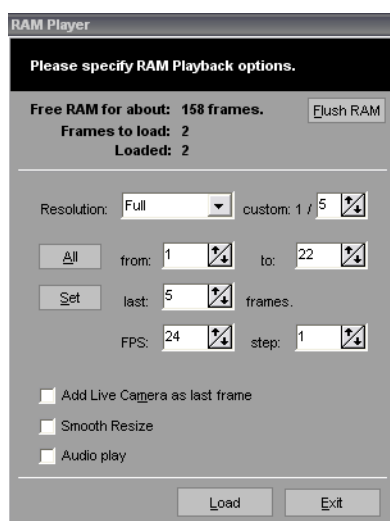 RAM Player
Please specify RAM Playback options.
Free RAM for about: 158 frames. Flush RAM
Frames to load: 2
Loaded: 2
Resolution: Full custom: 1 / 5
All from: 1 to: 22
Set last: 5 frames.
FPS: 24 step: 1
Add Live Camera as last frame
Smooth Resize
Audio play
Load Exit